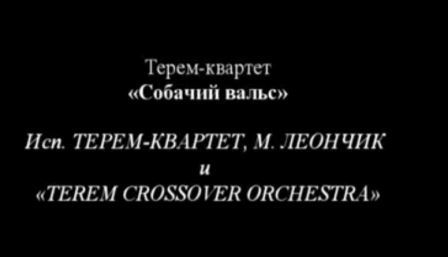 Терем-квартет
«Собачий вальс»
Исп. ТЕРЕМ-КВАРТЕТ, М. ЛЕОНЧИК
и
«TEREM CROSSOVER ORCHESTRA»